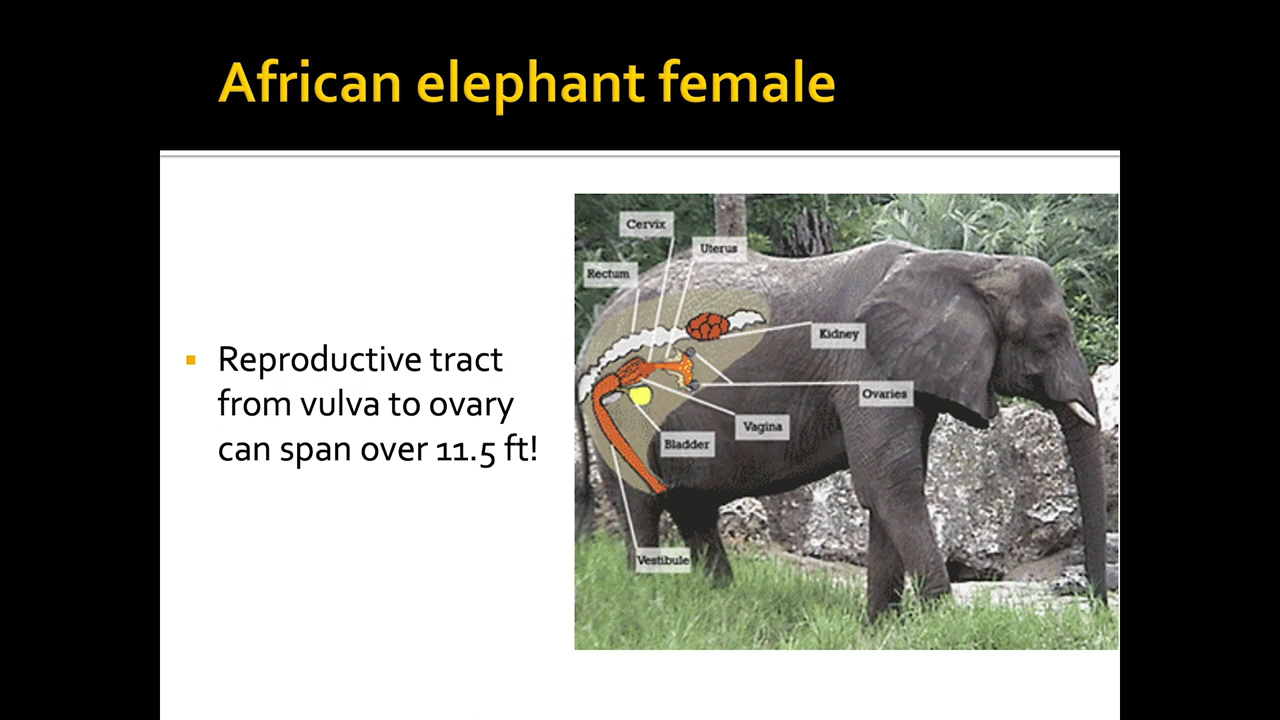 African elephant female
Reproductive tract
from vulva to ovary
can span over 11.5 ft!
Cervix
Uterus
Rectum
Kidney
Ovaries
Vagina
Bladder
Vestibule